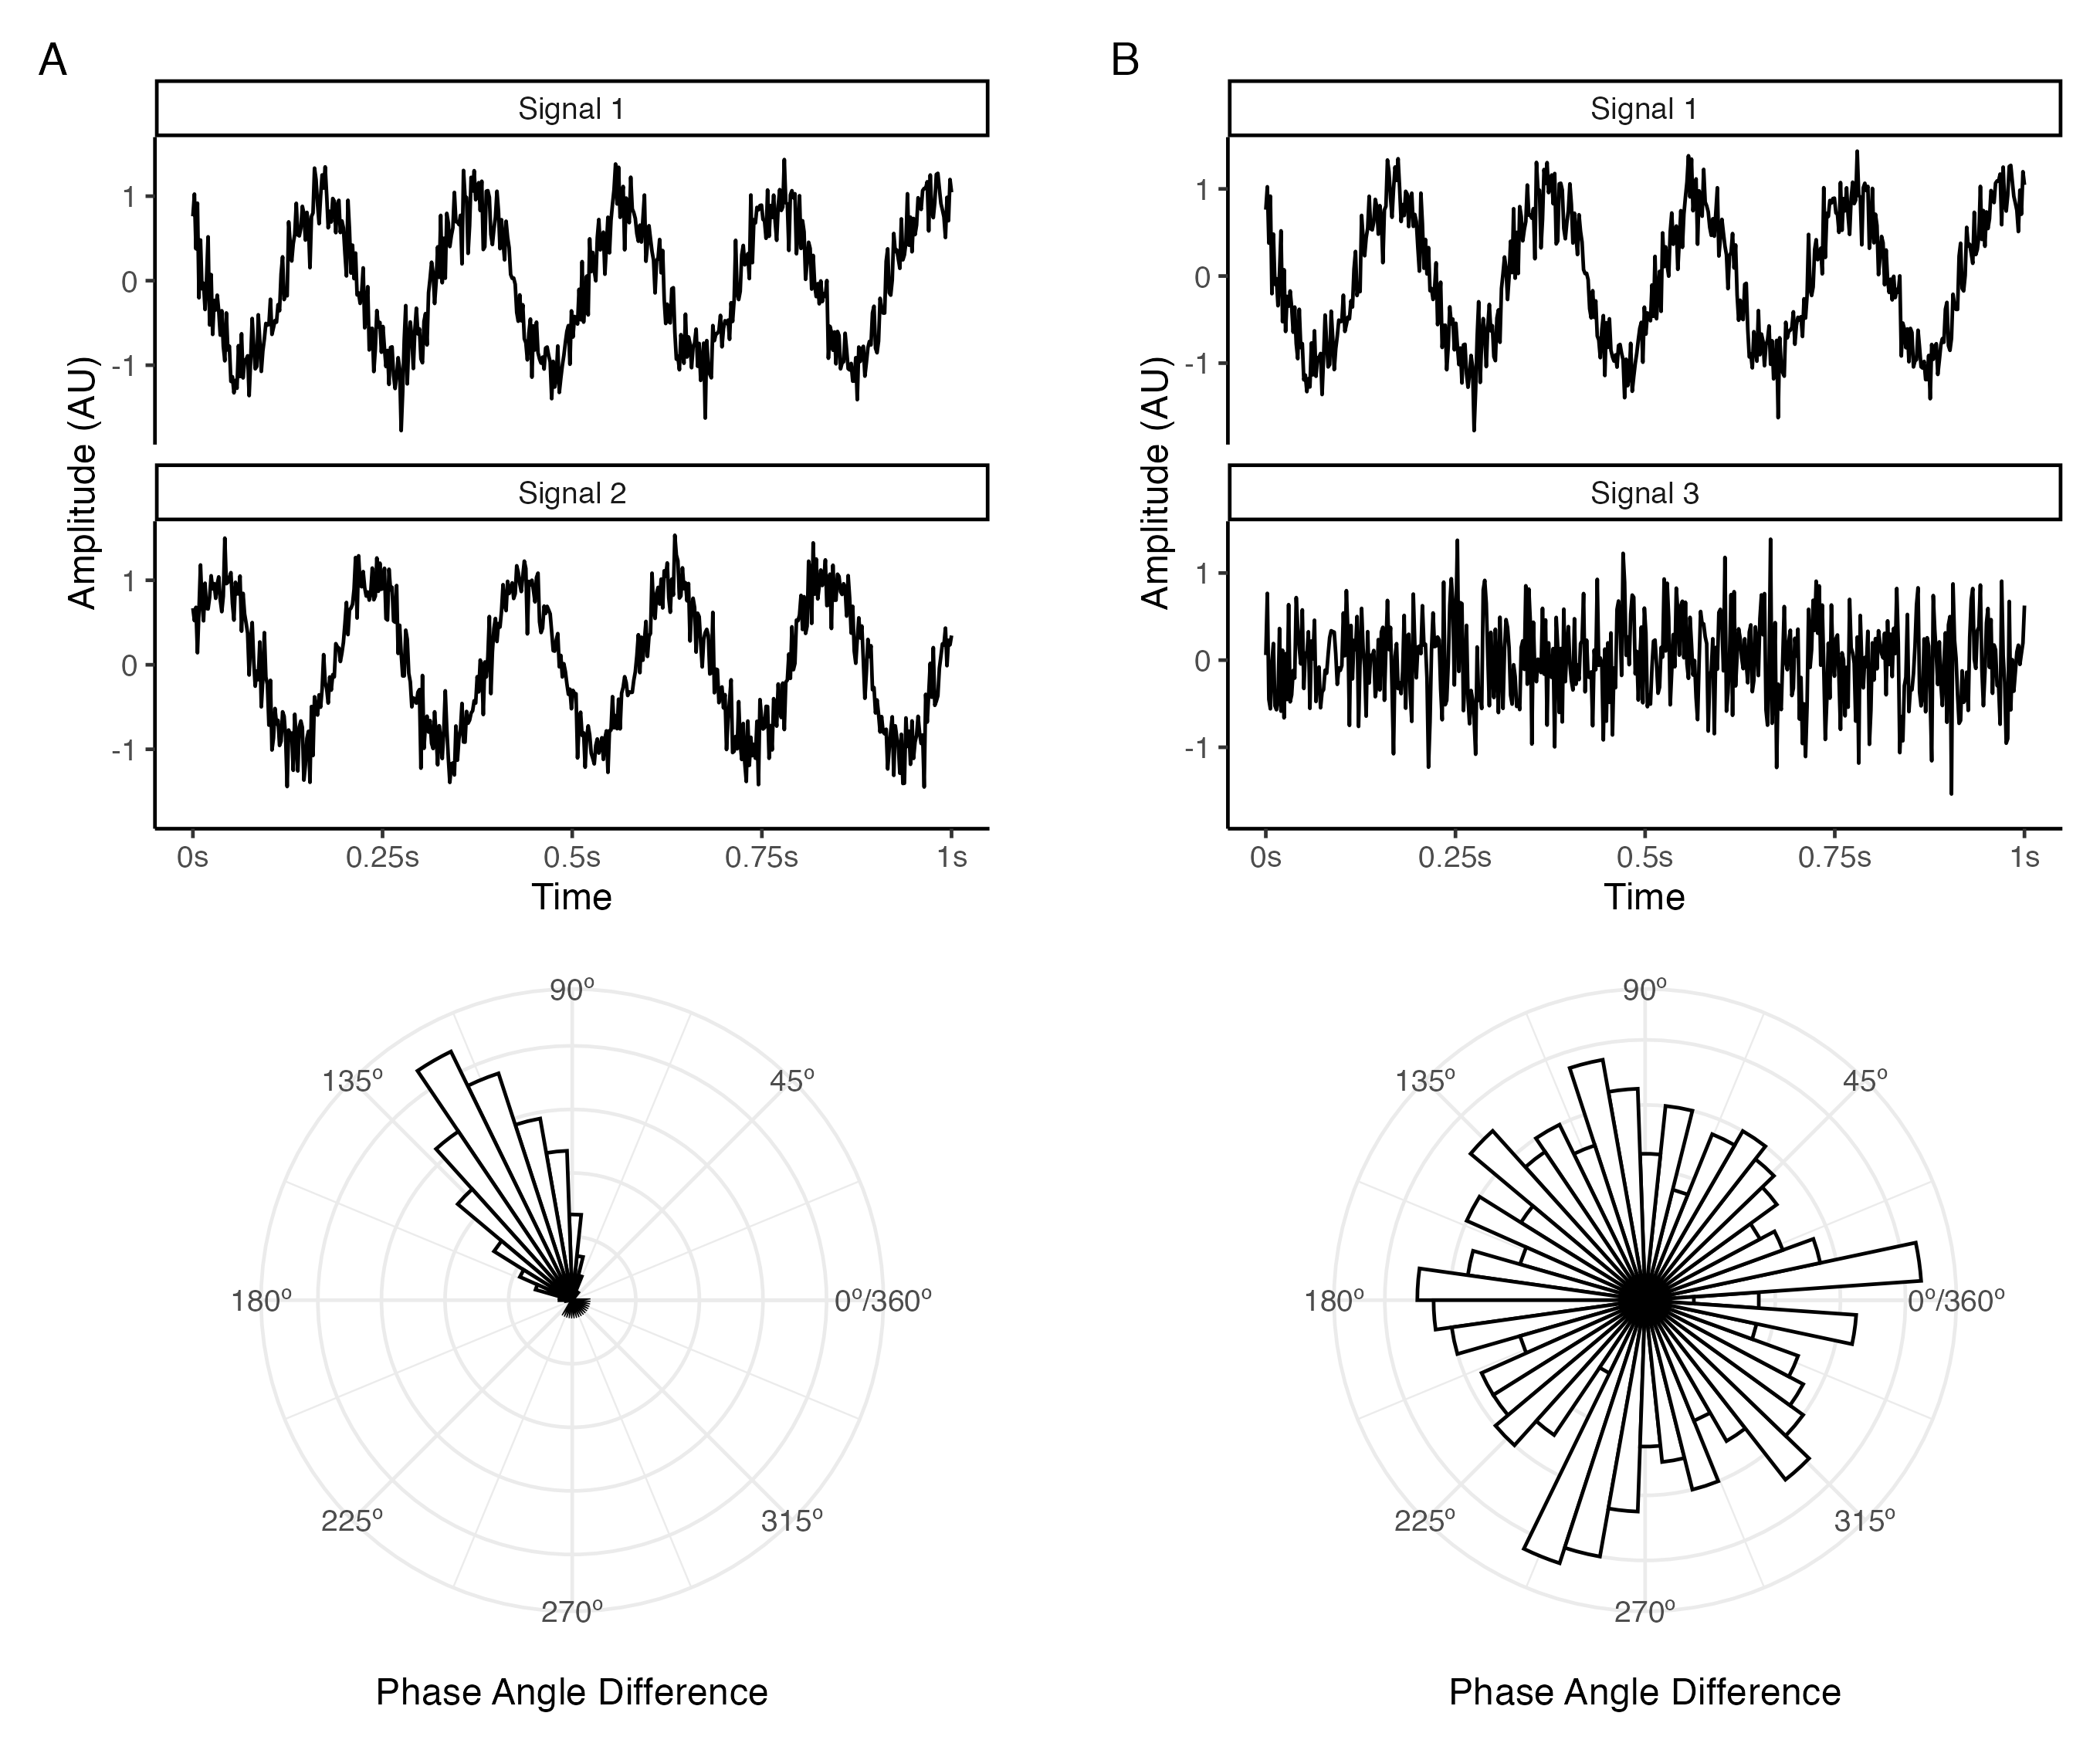 A
Signal 1
1
0
-1
Signal 2
1
0
-1
Amplitude (AU)
0s 0.25s 0.5s 0.75s 1s
Time
90º
135º 45º
180º 0º/360º
225º 315º
270º
Phase Angle Difference
B
Signal 1
1
0
-1
Signal 3
1
0
-1
Amplitude (AU)
0s 0.25s 0.5s 0.75s 1s
Time
90º
135º 45º
180º 0º/360º
225º 315º
270º
Phase Angle Difference